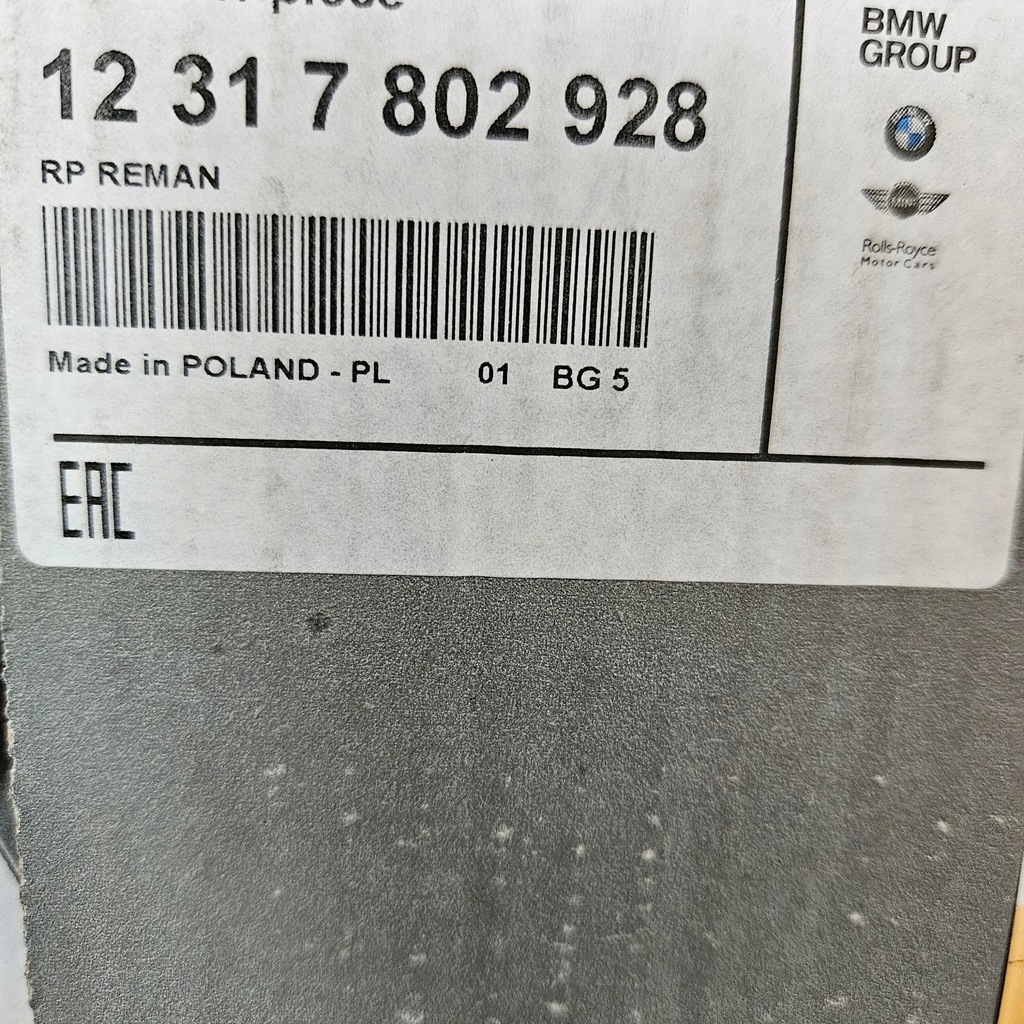 12 31 7 802 928
RP REMAN
Made in POLAND - PL 01 BG 5
EAC
BMW
GROUP
MINI
Rolls-Royce
Motor Cars